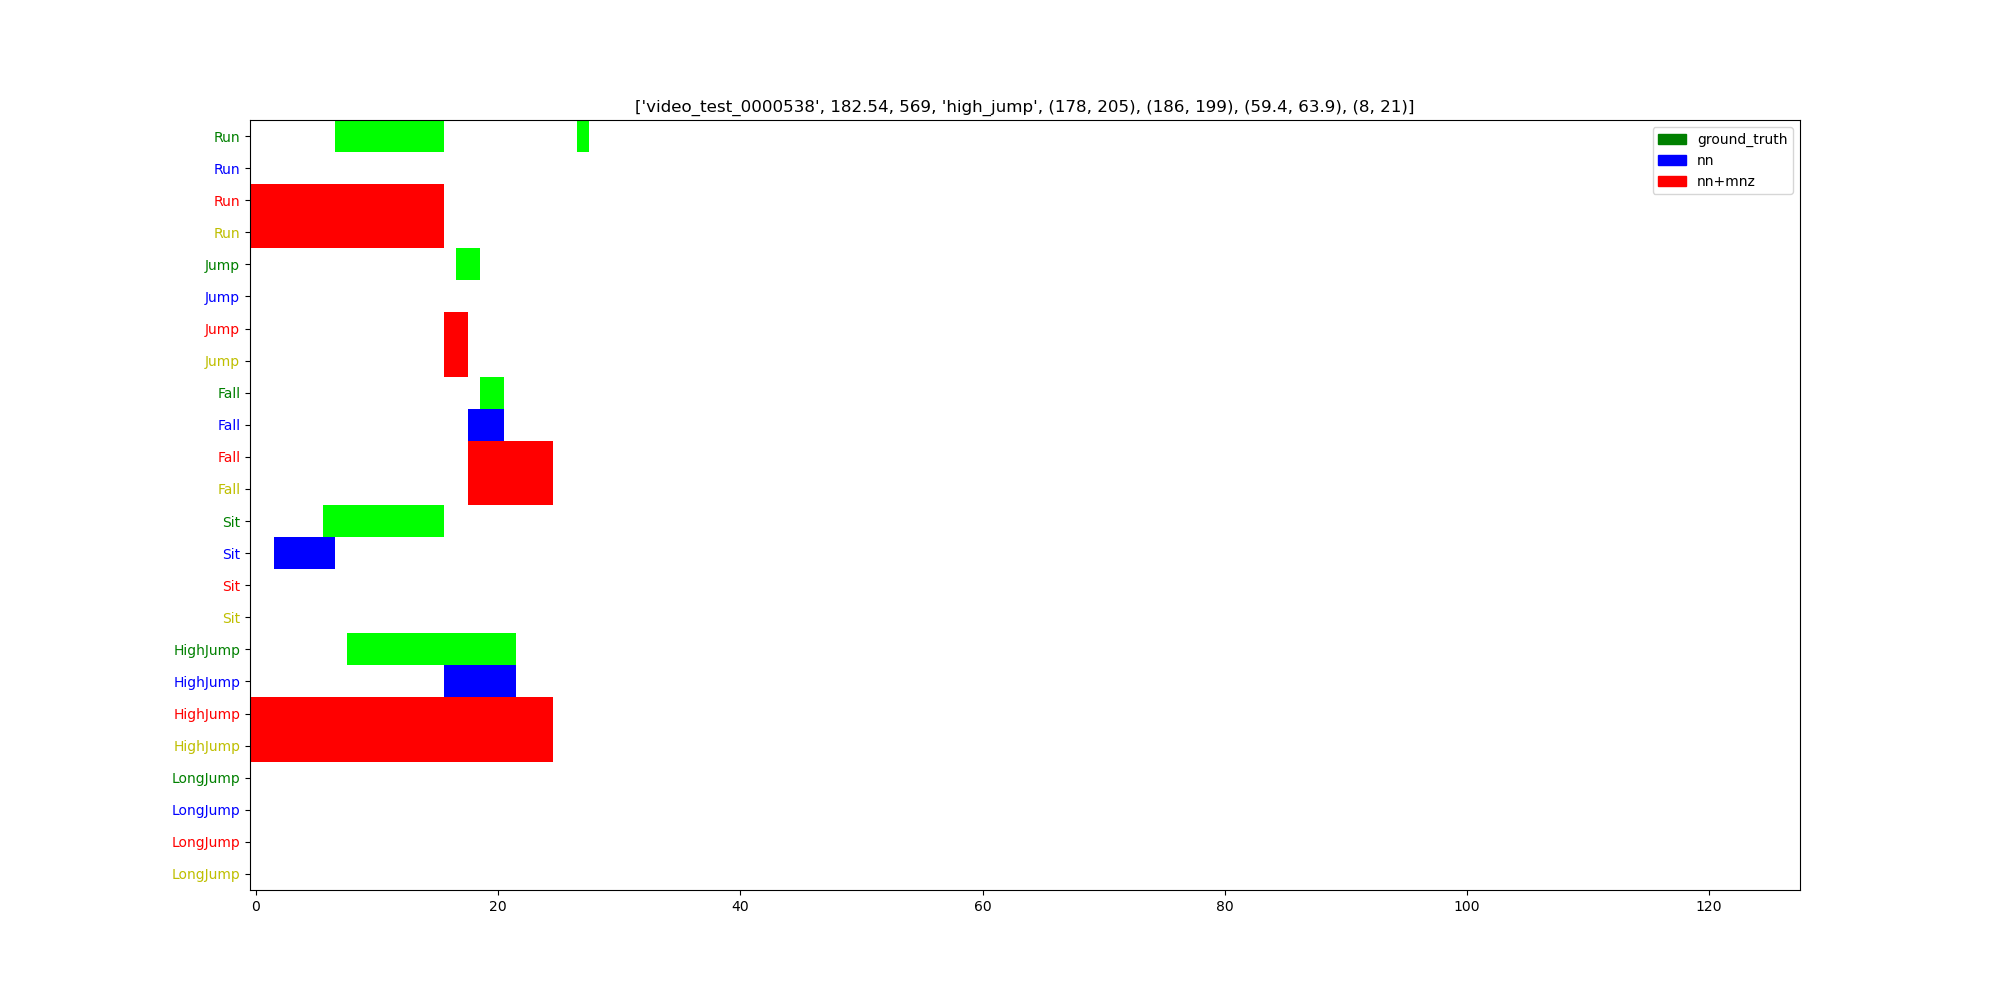 ['video_test_0000538', 182.54, 569, 'high_jump', (178, 205), (186, 199), (59.4, 63.9), (8, 21)]
ground_truth
nn
nn+mnz
Run
Run
Run
Run
Jump
Jump
Jump
Jump
Fall
Fall
Fall
Fall
Sit
Sit
Sit
Sit
HighJump
HighJump
HighJump
HighJump
LongJump
LongJump
LongJump
LongJump
0 20 40 60 80 100 120